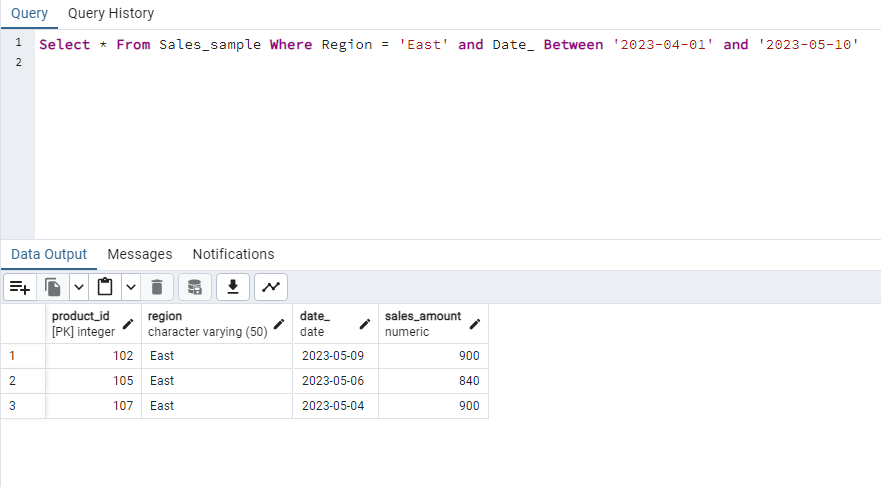 Query Query History
1 Select * From Sales_sample Where Region = 'East' and Date_ Between '2023-04-01' and '2023-05-10'
2
Data Output Messages Notifications
product_id region date_ sales_amount
[PK] integer character varying (50) date numeric
1 102 East 2023-05-09 900
2 105 East 2023-05-06 840
3 107 East 2023-05-04 900